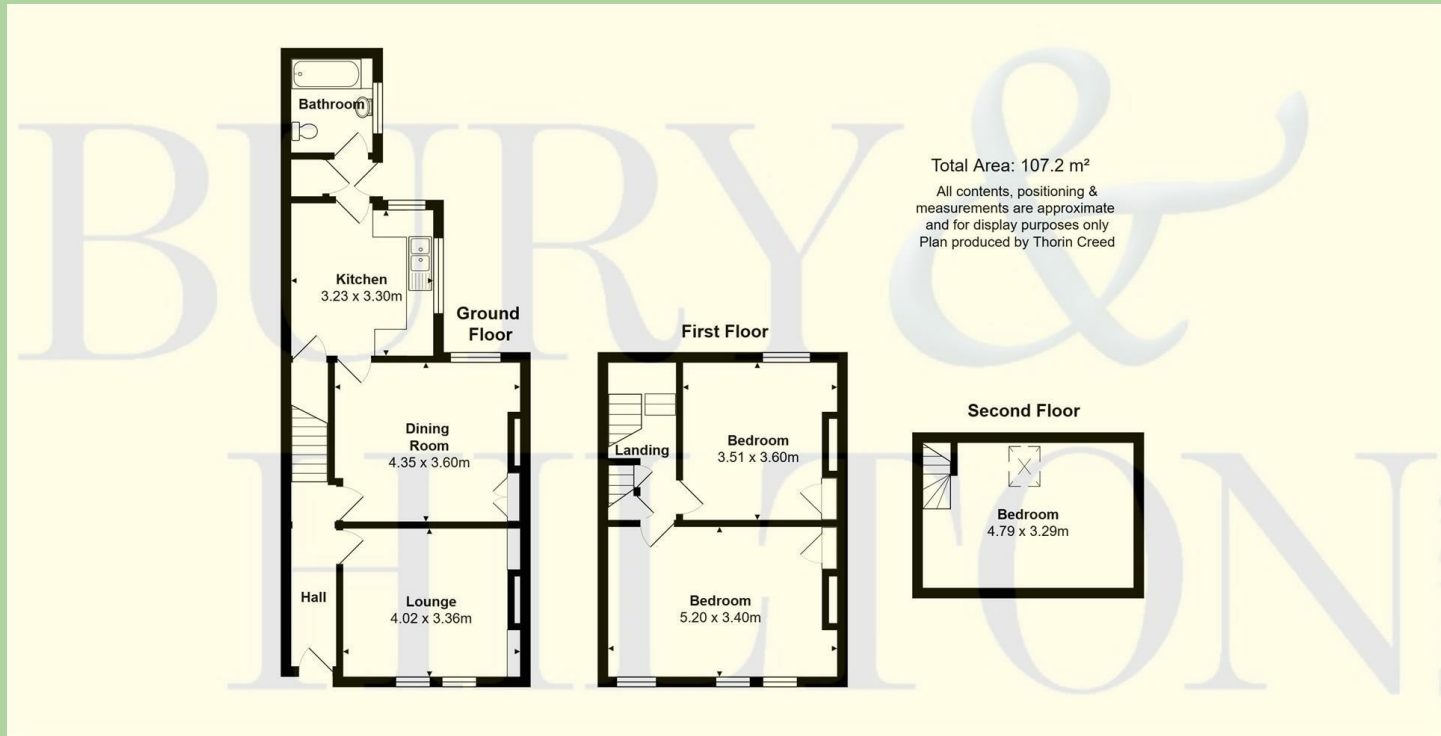 BURY &
HILTON
Total Area: 107.2 m²
All contents, positioning &
measurements are approximate
and for display purposes only
Plan produced by Thorin Creed
Bathroom
Kitchen
3.23 x 3.30m
Ground
Floor
Dining
Room
4.35 x 3.60m
Hall
Lounge
4.02 x 3.36m
First Floor
Landing
Bedroom
3.51 x 3.60m
Bedroom
5.20 x 3.40m
Second Floor
Bedroom
4.79 x 3.29m